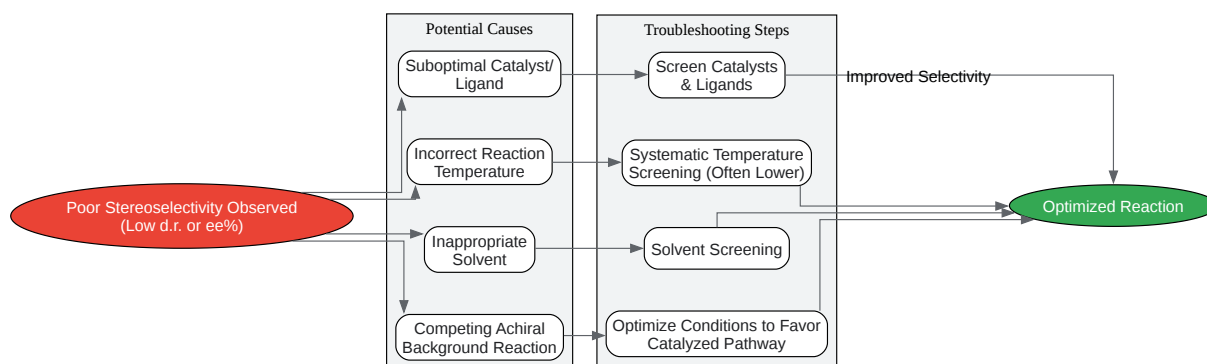 Potential Causes
Troubleshooting Steps
Suboptimal Catalyst/
Ligand
Screen Catalysts
& Ligands
Improved Selectivity
Incorrect Reaction
Temperature
Systematic Temperature
Screening (Often Lower)
Poor Stereoselectivity Observed
(Low d.r. or ee%)
Optimized Reaction
Inappropriate
Solvent
Solvent Screening
Competing Achiral
Background Reaction
Optimize Conditions to Favor
Catalyzed Pathway